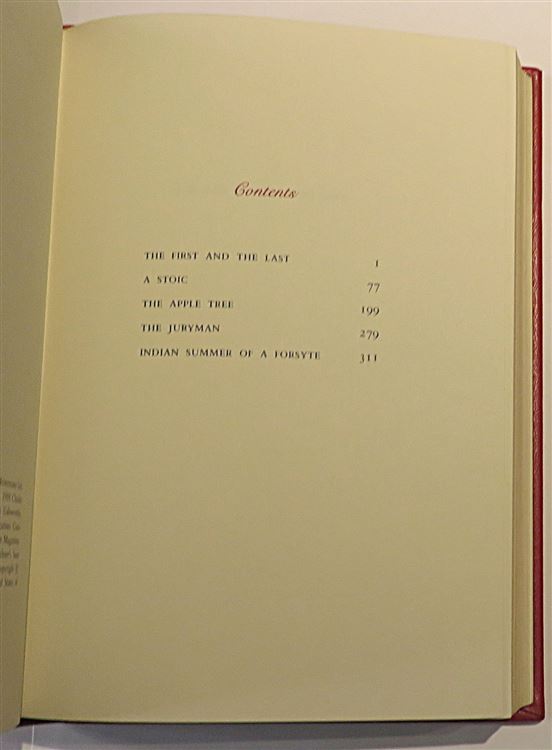 Contents
THE FIRST AND THE LAST 1
A STOIC 77
THE APPLE TREE 199
THE JURYMAN 279
INDIAN SUMMER OF A FORSYTE 311